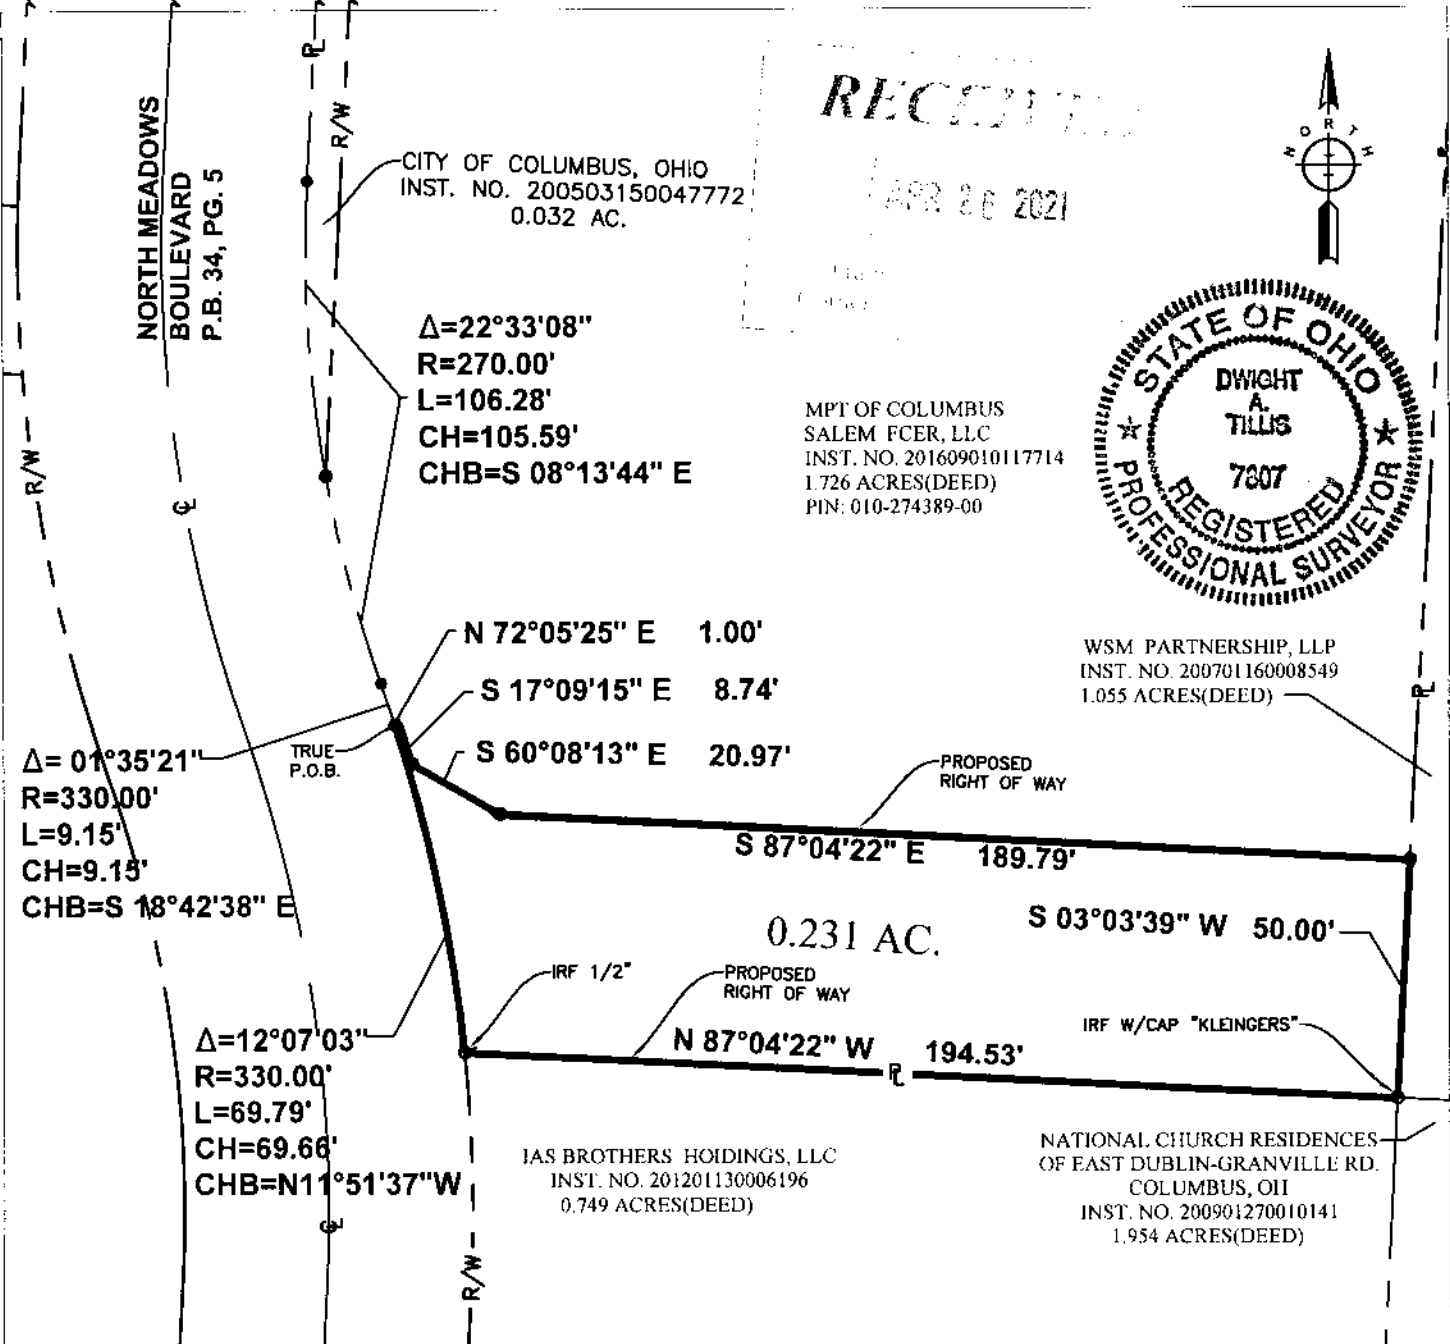 NORTH MEADOWS
BOULEVARD
P.B. 34, PG. 5
PL
R/W
CITY OF COLUMBUS, OHIO
INST. NO. 200503150047772
0.032 AC.
RECEIVED
APR 26 2021
NORTH
STATE OF OHIO
DWIGHT
A.
TILLIS
7807
REGISTERED
PROFESSIONAL SURVEYOR
Δ=22°33'08"
R=270.00'
L=106.28'
CH=105.59'
CHB=S 08°13'44" E
MPT OF COLUMBUS
SALEM FCER, LLC
INST. NO. 201609010117714
1.726 ACRES(DEED)
PIN: 010-274389-00
R/W
CL
N 72°05'25" E 1.00'
S 17°09'15" E 8.74'
S 60°08'13" E 20.97'
WSM PARTNERSHIP, LLP
INST. NO. 200701160008549
1.055 ACRES(DEED)
PL
TRUE
P.O.B.
Δ= 01°35'21"
R=330.00'
L=9.15'
CH=9.15'
CHB=S 18°42'38" E
PROPOSED
RIGHT OF WAY
S 87°04'22" E 189.79'
0.231 AC.
S 03°03'39" W 50.00'
IRF 1/2"
PROPOSED
RIGHT OF WAY
IRF W/CAP "KLEINGERS"
N 87°04'22" W 194.53'
PL
Δ=12°07'03"
R=330.00'
L=69.79'
CH=69.66'
CHB=N11°51'37"W
CL
IAS BROTHERS HOLDINGS, LLC
INST. NO. 201201130006196
0.749 ACRES(DEED)
NATIONAL CHURCH RESIDENCES
OF EAST DUBLIN-GRANVILLE RD.
COLUMBUS, OH
INST. NO. 200901270010141
1.954 ACRES(DEED)
R/W